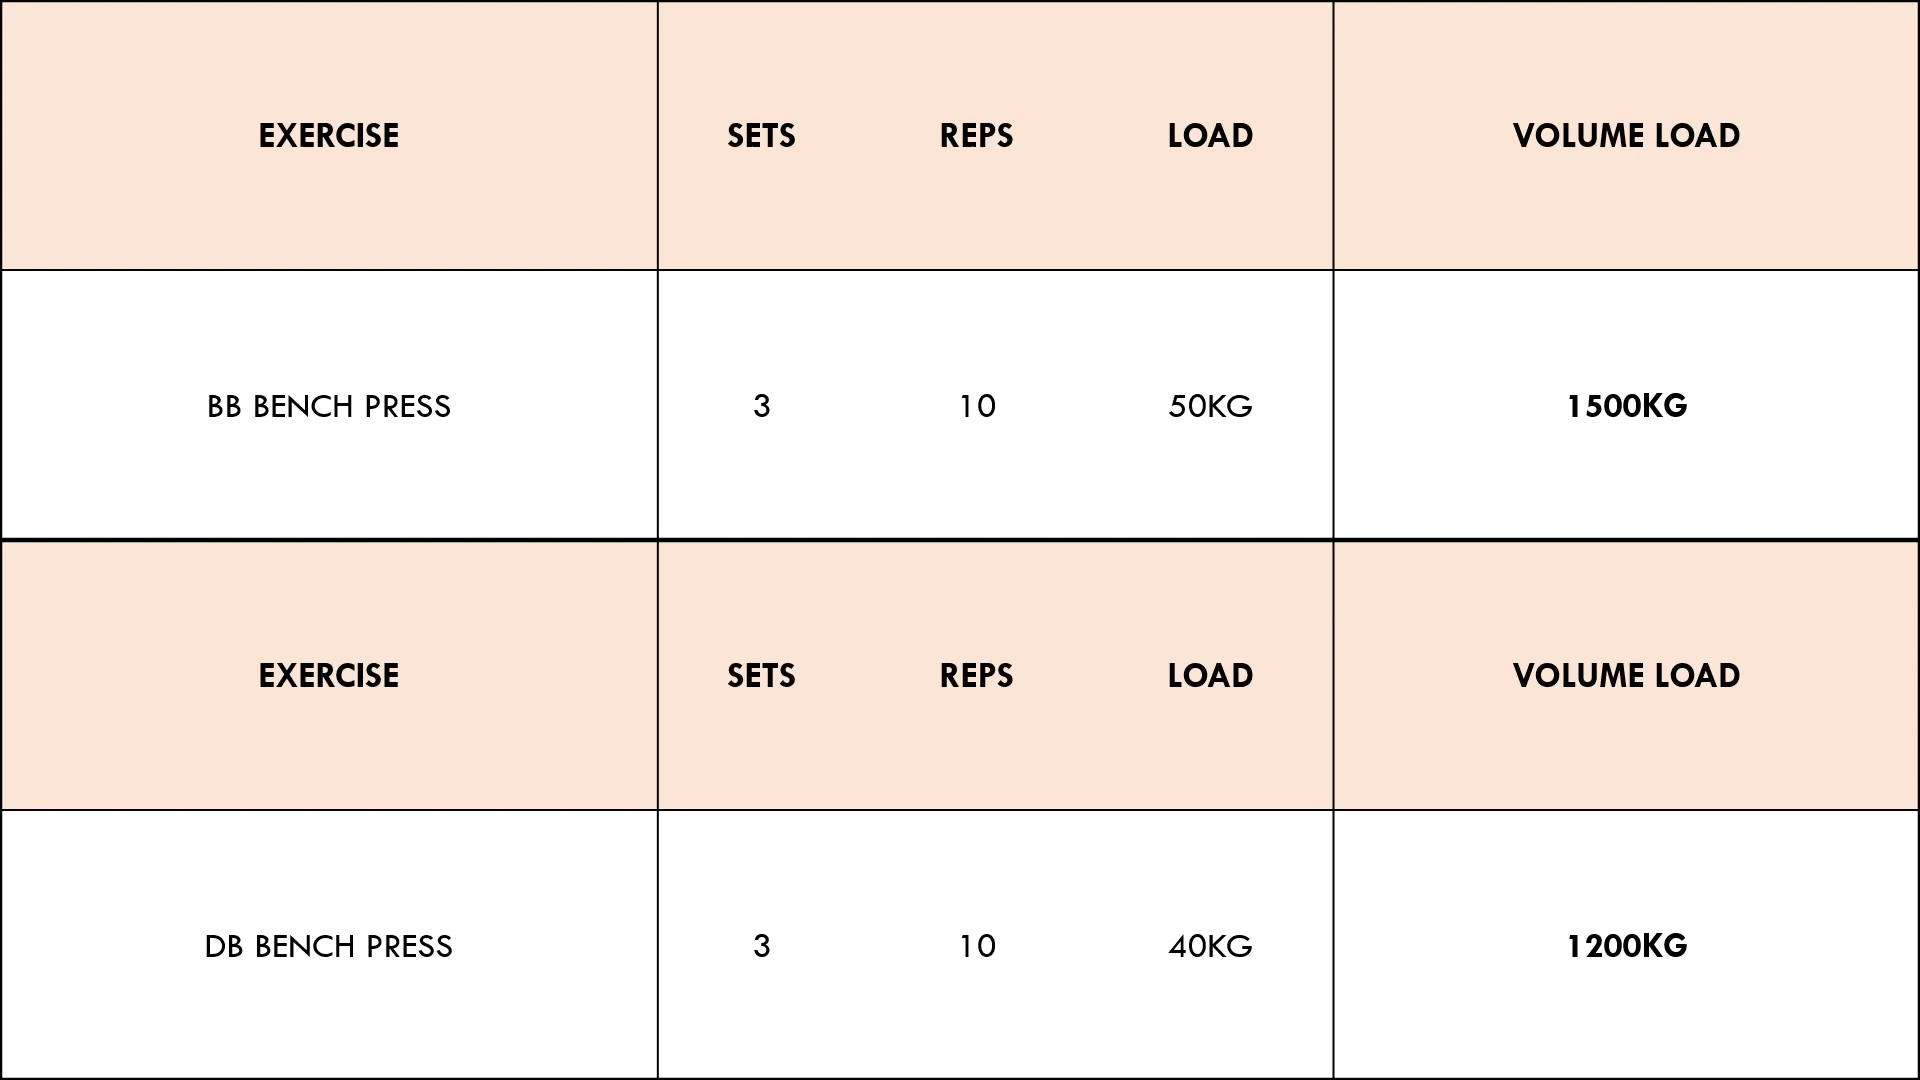 EXERCISE SETS REPS LOAD VOLUME LOAD
BB BENCH PRESS 3 10 50KG 1500KG
EXERCISE SETS REPS LOAD VOLUME LOAD
DB BENCH PRESS 3 10 40KG 1200KG